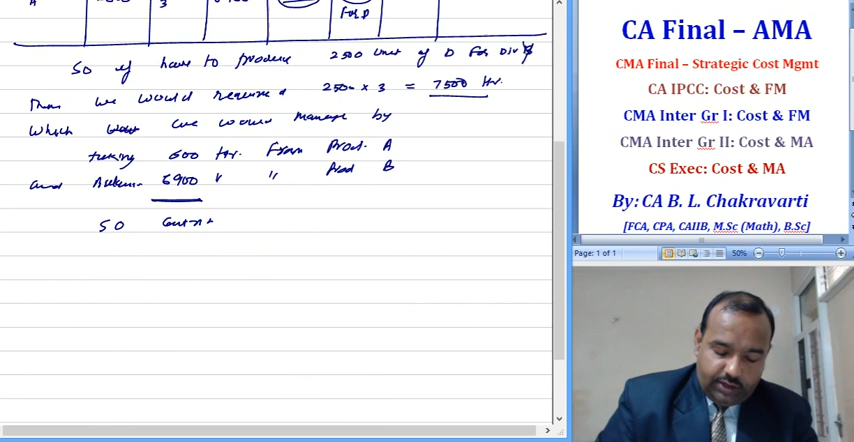 A 3
For D
So if have to produce 2500 Unit of D For Div
Then we would required 2500 x 3 = 7500 Hr.
Which we would manage by
taking 600 Hr. From Prod. A
and 6900 " " Prod B
So
CA Final – AMA
CMA Final – Strategic Cost Mgmt
CA IPCC: Cost & FM
CMA Inter Gr I: Cost & FM
CMA Inter Gr II: Cost & MA
CS Exec: Cost & MA
By: CA B. L. Chakravarti
[FCA, CPA, CAIIB, M.Sc (Math), B.Sc]
Page: 1 of 1 50%